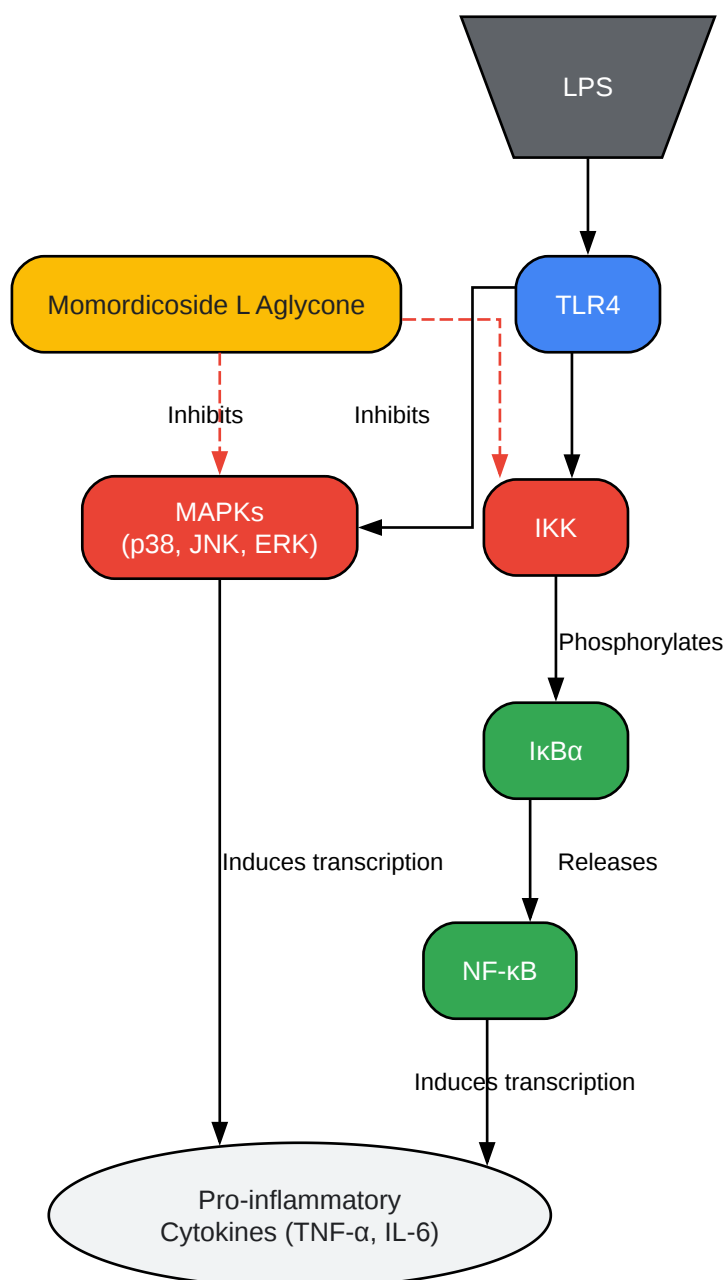 LPS
Momordicoside L Aglycone
TLR4
Inhibits
Inhibits
MAPKs
(p38, JNK, ERK)
IKK
Phosphorylates
IκBα
Induces transcription
Releases
NF-κB
Induces transcription
Pro-inflammatory
Cytokines (TNF-α, IL-6)